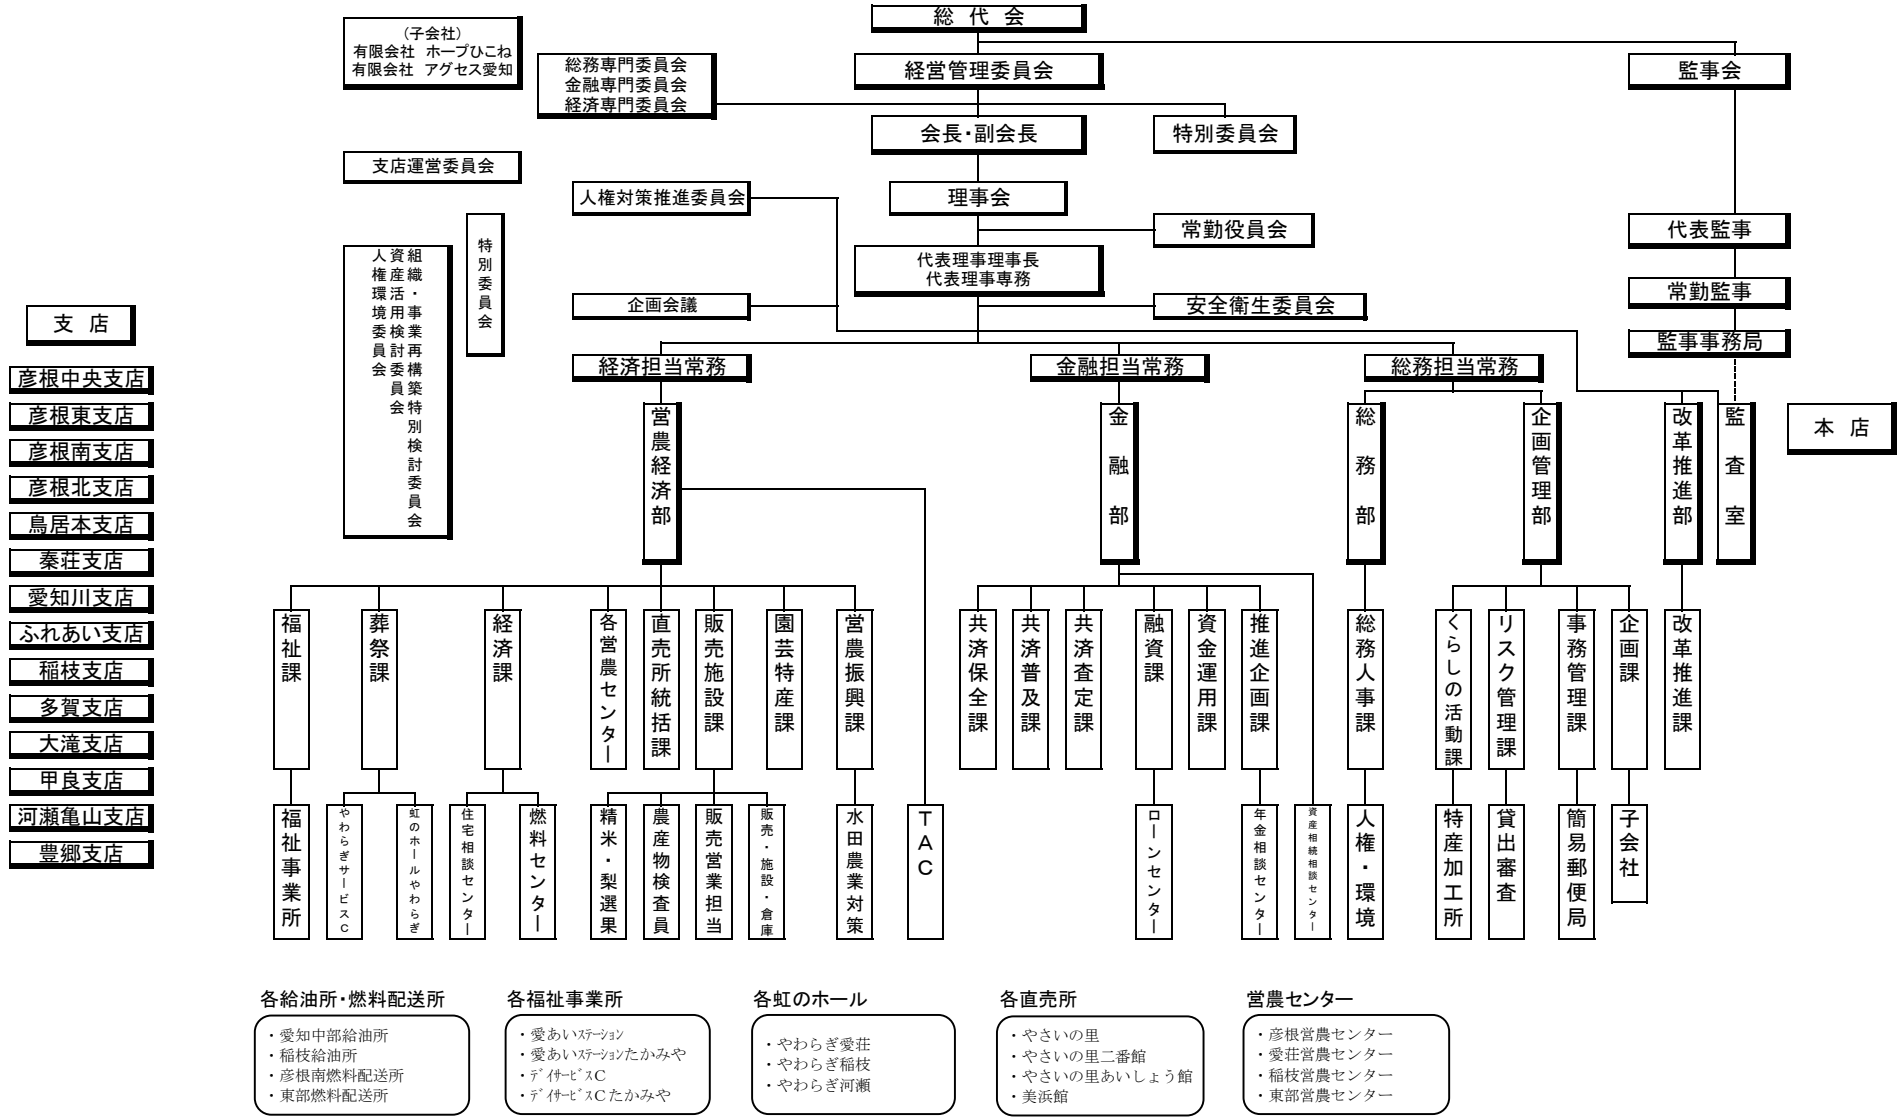 総 代 会
（子会社）
有限会社 ホープひこね
有限会社 アグセス愛知
総務専門委員会
金融専門委員会
経済専門委員会
経営管理委員会
監事会
会長・副会長
特別委員会
支店運営委員会
人権対策推進委員会
理事会
常勤役員会
代表監事
特別委員会
組織・事業再構築特別検討委員会
資産活用検討委員会
人権環境委員会
代表理事理事長
代表理事専務
企画会議
安全衛生委員会
常勤監事
監事事務局
経済担当常務
金融担当常務
総務担当常務
支 店
彦根中央支店
彦根東支店
彦根南支店
彦根北支店
鳥居本支店
秦荘支店
愛知川支店
ふれあい支店
稲枝支店
多賀支店
大滝支店
甲良支店
河瀬亀山支店
豊郷支店
営農経済部
金融部
総務部
企画管理部
改革推進部
監査室
本 店
福祉課
葬祭課
経済課
各営農センター
直売所統括課
販売施設課
園芸特産課
営農振興課
共済保全課
共済普及課
共済査定課
融資課
資金運用課
推進企画課
総務人事課
くらしの活動課
リスク管理課
事務管理課
企画課
改革推進課
福祉事業所
やわらぎサービスＣ
虹のホールやわらぎ
住宅相談センター
燃料センター
精米・梨選果
農産物検査員
販売営業担当
販売・施設・倉庫
水田農業対策
ＴＡＣ
ローンセンター
年金相談センター
資産相続相談センター
人権・環境
特産加工所
貸出審査
簡易郵便局
子会社
各給油所・燃料配送所
・愛知中部給油所
・稲枝給油所
・彦根南燃料配送所
・東部燃料配送所
各福祉事業所
・愛あいｽﾃｰｼｮﾝ
・愛あいｽﾃｰｼｮﾝたかみや
・ﾃﾞｲｻｰﾋﾞｽC
・ﾃﾞｲｻｰﾋﾞｽCたかみや
各虹のホール
・やわらぎ愛荘
・やわらぎ稲枝
・やわらぎ河瀬
各直売所
・やさいの里
・やさいの里二番館
・やさいの里あいしょう館
・美浜館
営農センター
・彦根営農センター
・愛荘営農センター
・稲枝営農センター
・東部営農センター